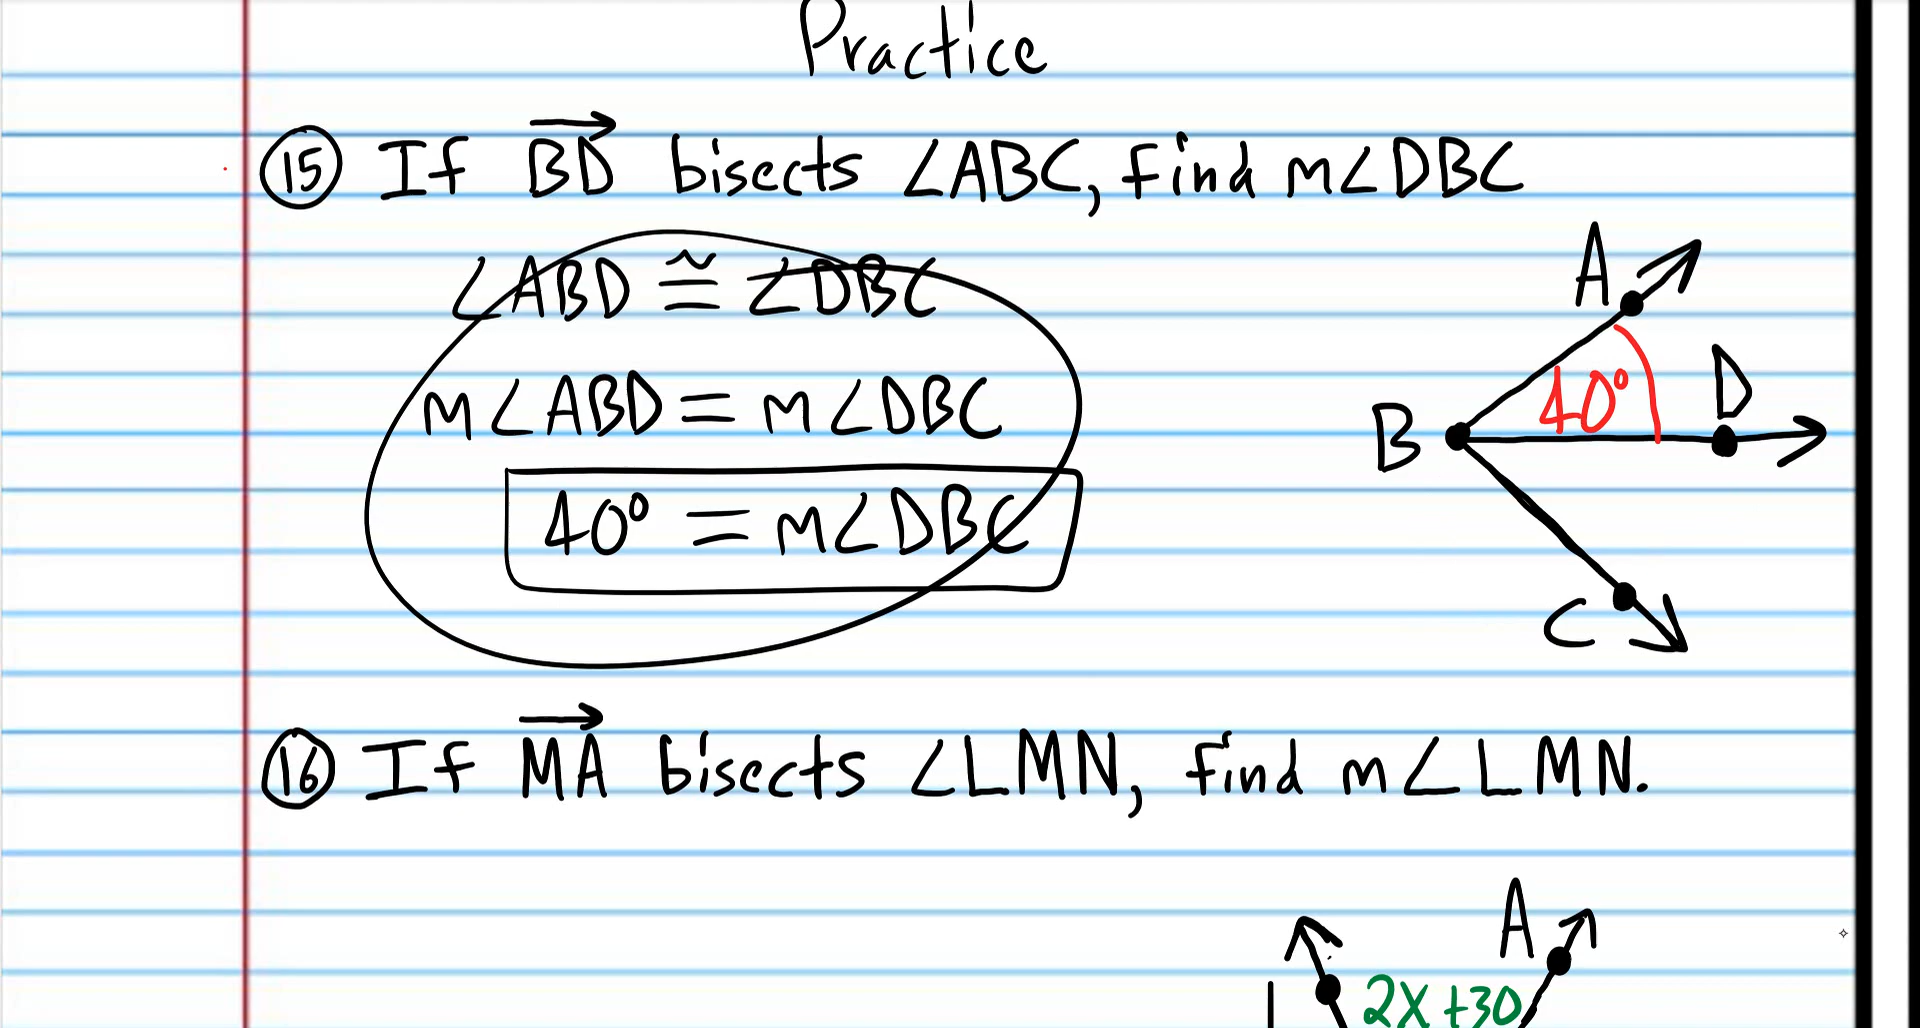 Practice
15 If BD bisects ∠ABC, find m∠DBC
∠ABD ≅ ∠DBC
m∠ABD = m∠DBC
40° = m∠DBC
A
40°
D
B
C
16 If MA bisects ∠LMN, find m∠LMN.
A
2x+30